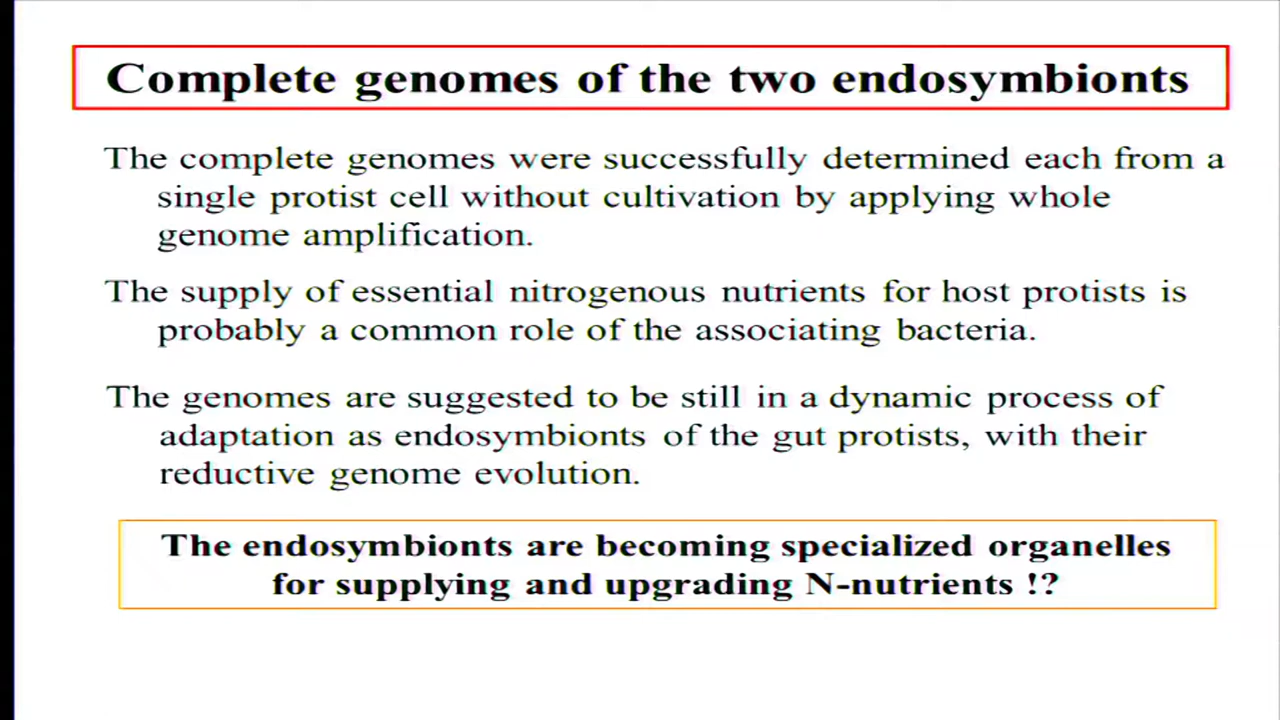 Complete genomes of the two endosymbionts
The complete genomes were successfully determined each from a
single protist cell without cultivation by applying whole
genome amplification.
The supply of essential nitrogenous nutrients for host protists is
probably a common role of the associating bacteria.
The genomes are suggested to be still in a dynamic process of
adaptation as endosymbionts of the gut protists, with their
reductive genome evolution.
The endosymbionts are becoming specialized organelles
for supplying and upgrading N-nutrients !?